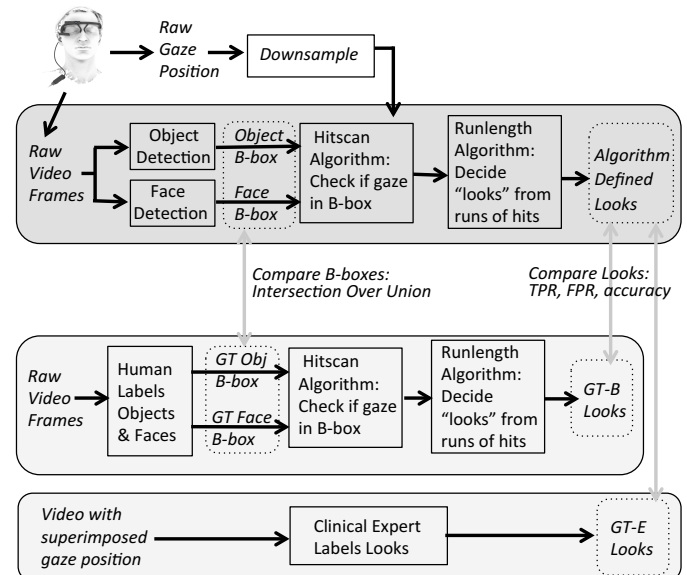 Raw
Gaze
Position
Downsample
Raw
Video
Frames
Object
Detection
Face
Detection
Object
B-box
Face
B-box
Hitscan
Algorithm:
Check if gaze
in B-box
Runlength
Algorithm:
Decide
“looks” from
runs of hits
Algorithm
Defined
Looks
Compare B-boxes:
Intersection Over Union
Compare Looks:
TPR, FPR, accuracy
Raw
Video
Frames
Human
Labels
Objects
& Faces
GT Obj
B-box
GT Face
B-box
Hitscan
Algorithm:
Check if gaze
in B-box
Runlength
Algorithm:
Decide
“looks” from
runs of hits
GT-B
Looks
Video with
superimposed
gaze position
Clinical Expert
Labels Looks
GT-E
Looks